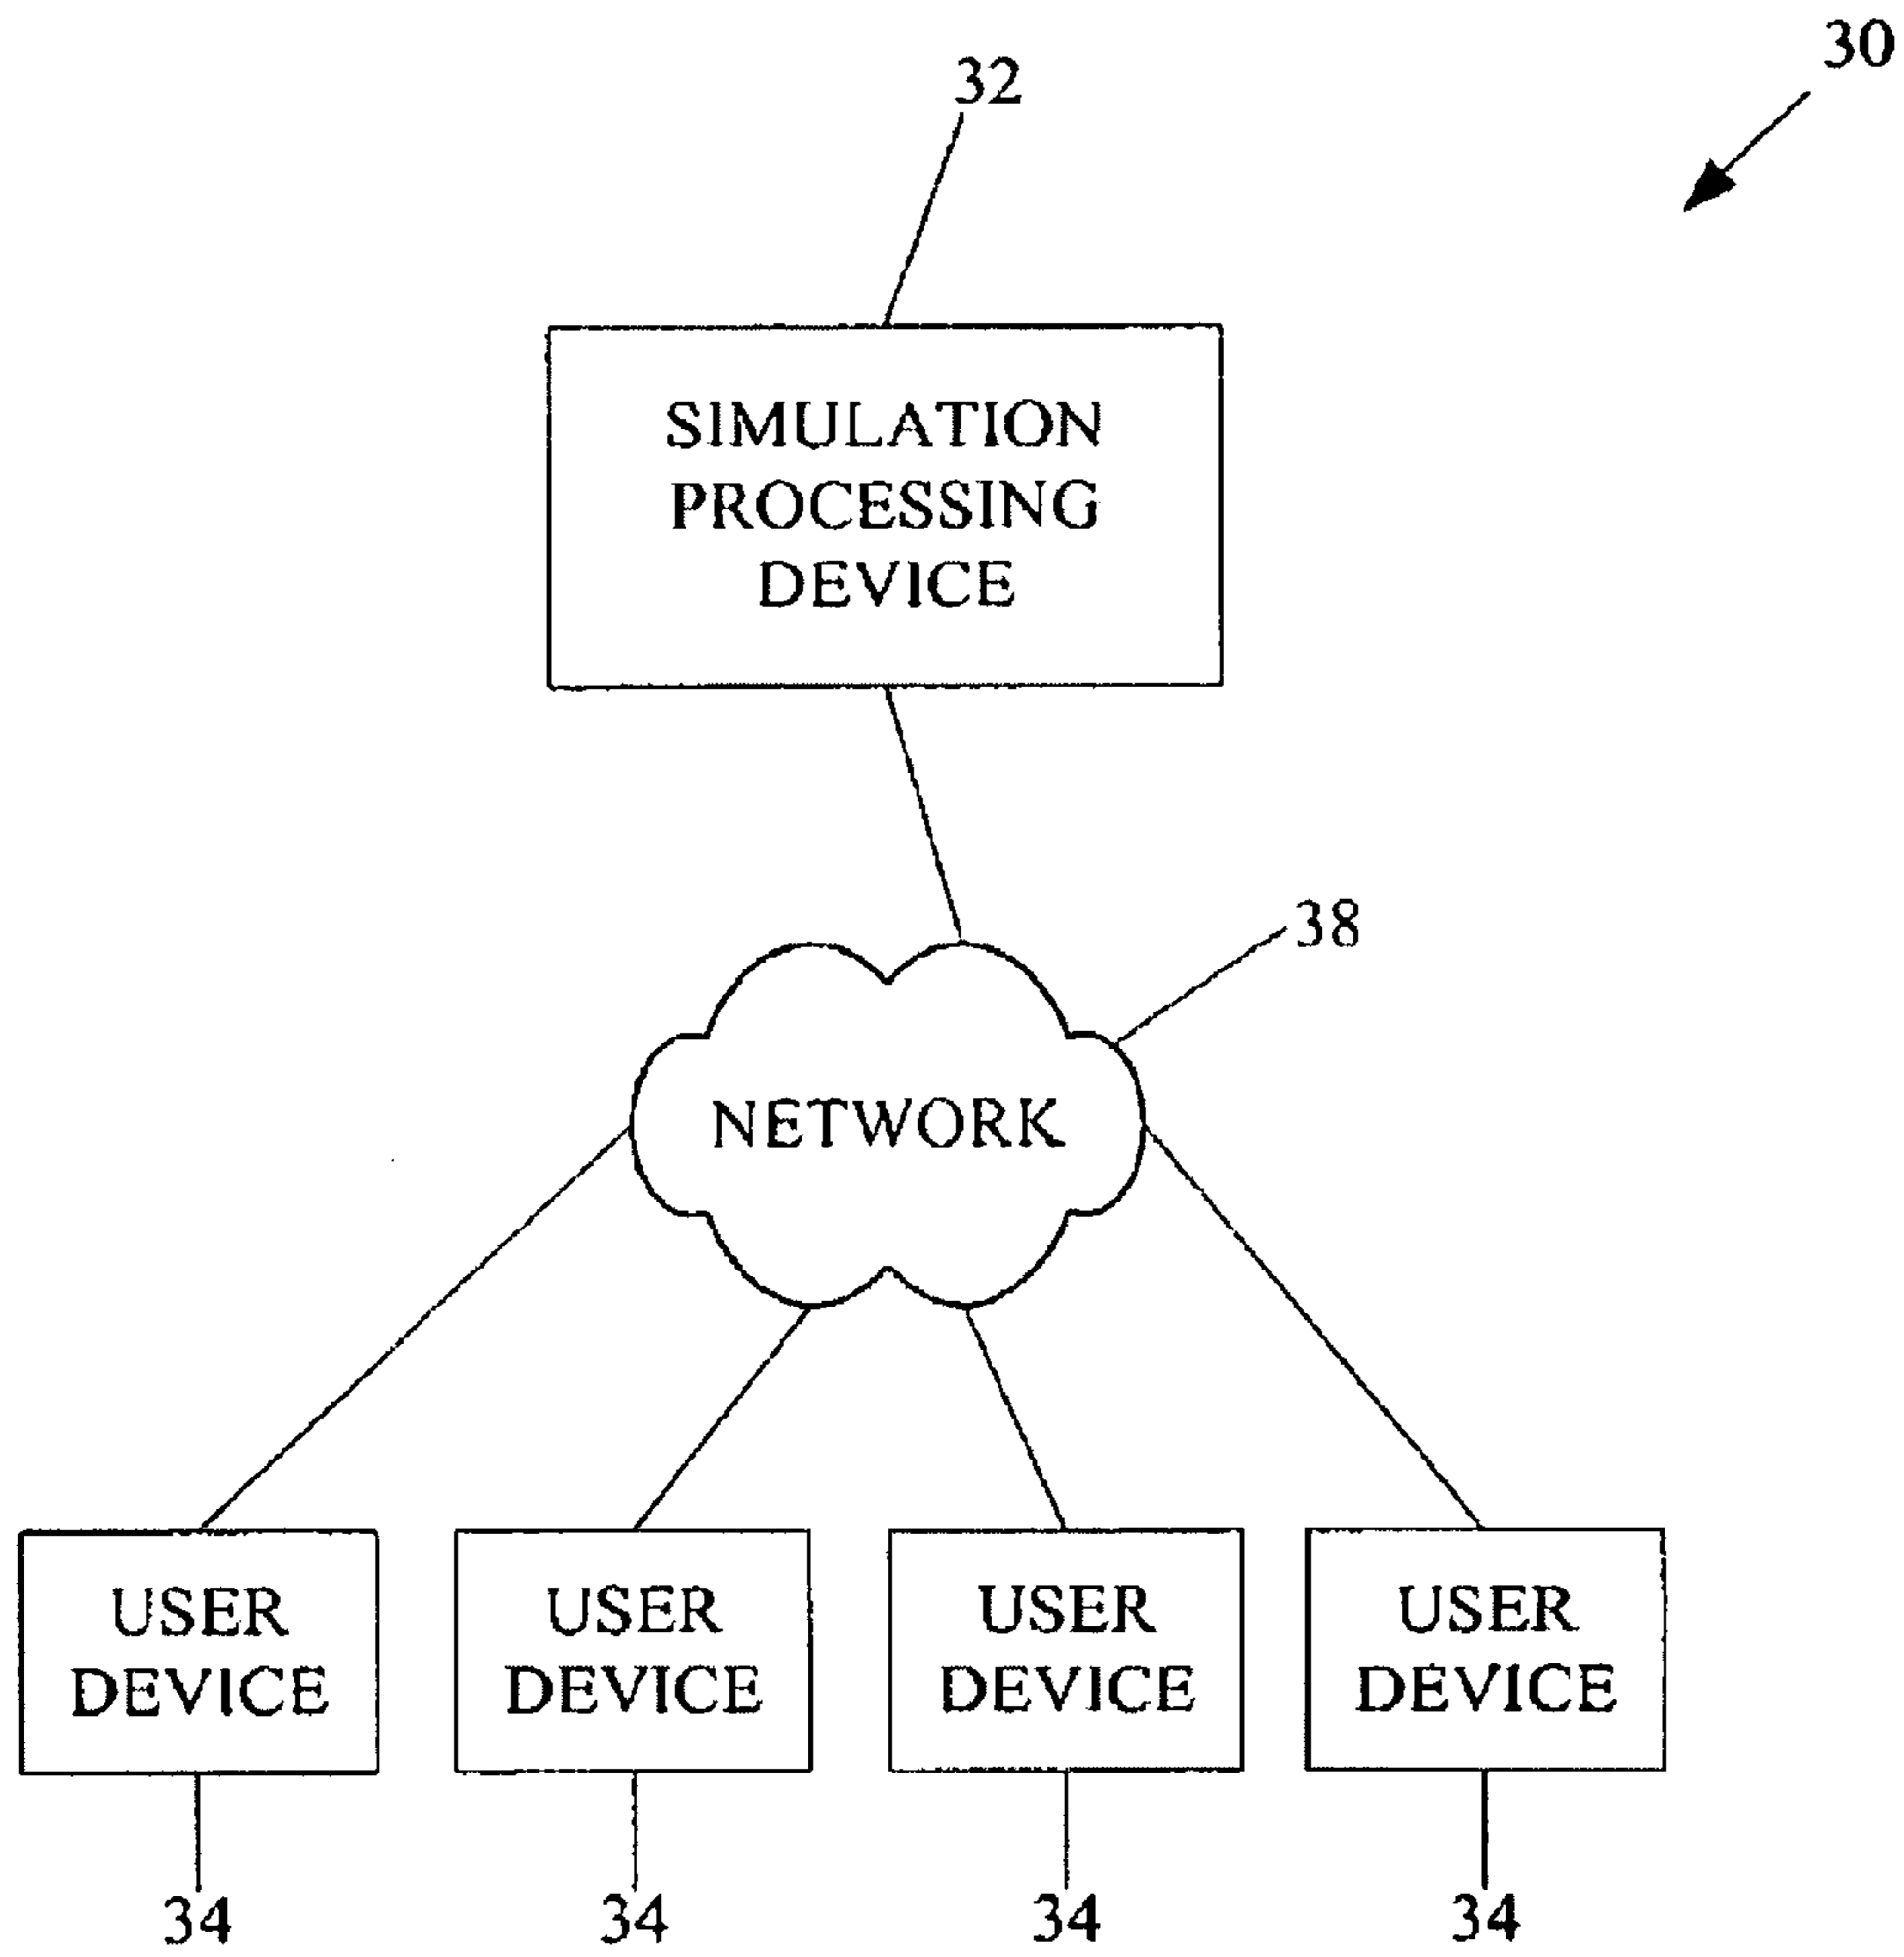 30
32
SIMULATION
PROCESSING
DEVICE
38
NETWORK
USER
DEVICE
USER
DEVICE
USER
DEVICE
USER
DEVICE
34
34
34
34